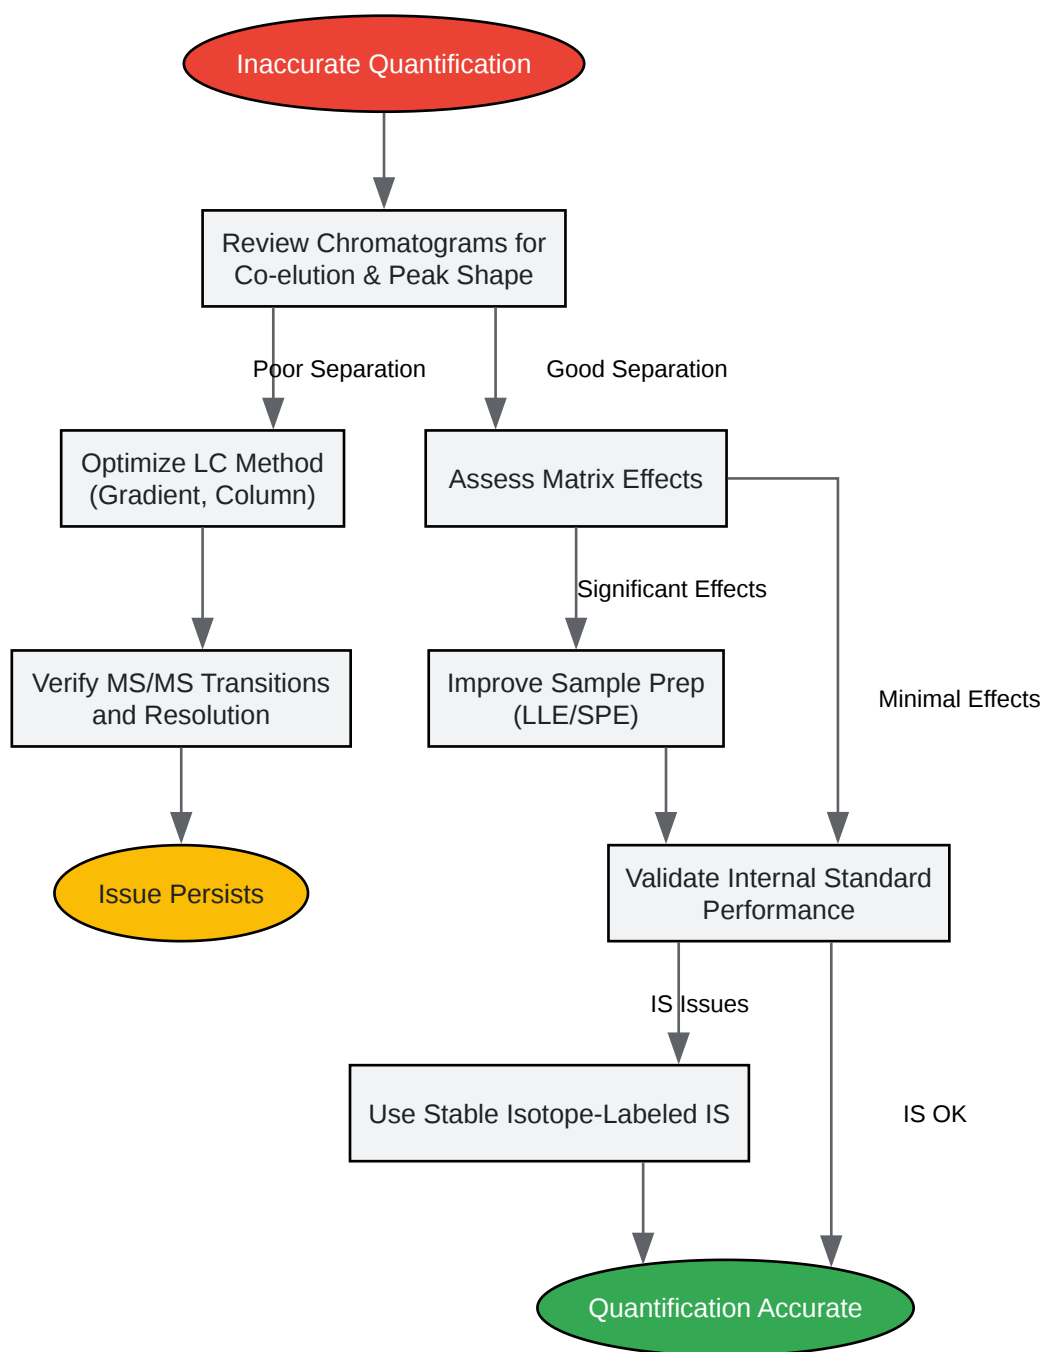 Inaccurate Quantification
Review Chromatograms for
Co-elution & Peak Shape
Poor Separation
Good Separation
Optimize LC Method
(Gradient, Column)
Assess Matrix Effects
Significant Effects
Verify MS/MS Transitions
and Resolution
Improve Sample Prep
(LLE/SPE)
Minimal Effects
Issue Persists
Validate Internal Standard
Performance
IS Issues
Use Stable Isotope-Labeled IS
IS OK
Quantification Accurate